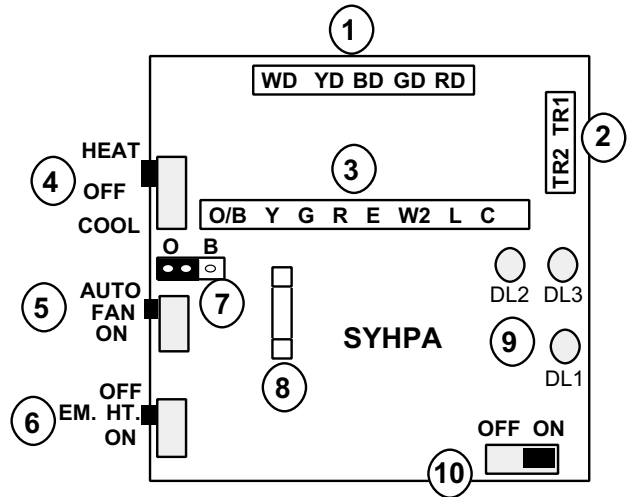 1
WD YD BD GD RD
TR2 TR1
2
HEAT
OFF
COOL
4
3
O/B Y G R E W2 L C
O B
7
AUTO
FAN
ON
5
DL2 DL3
9
DL1
SYHPA
8
OFF
EM. HT.
ON
6
OFF ON
10